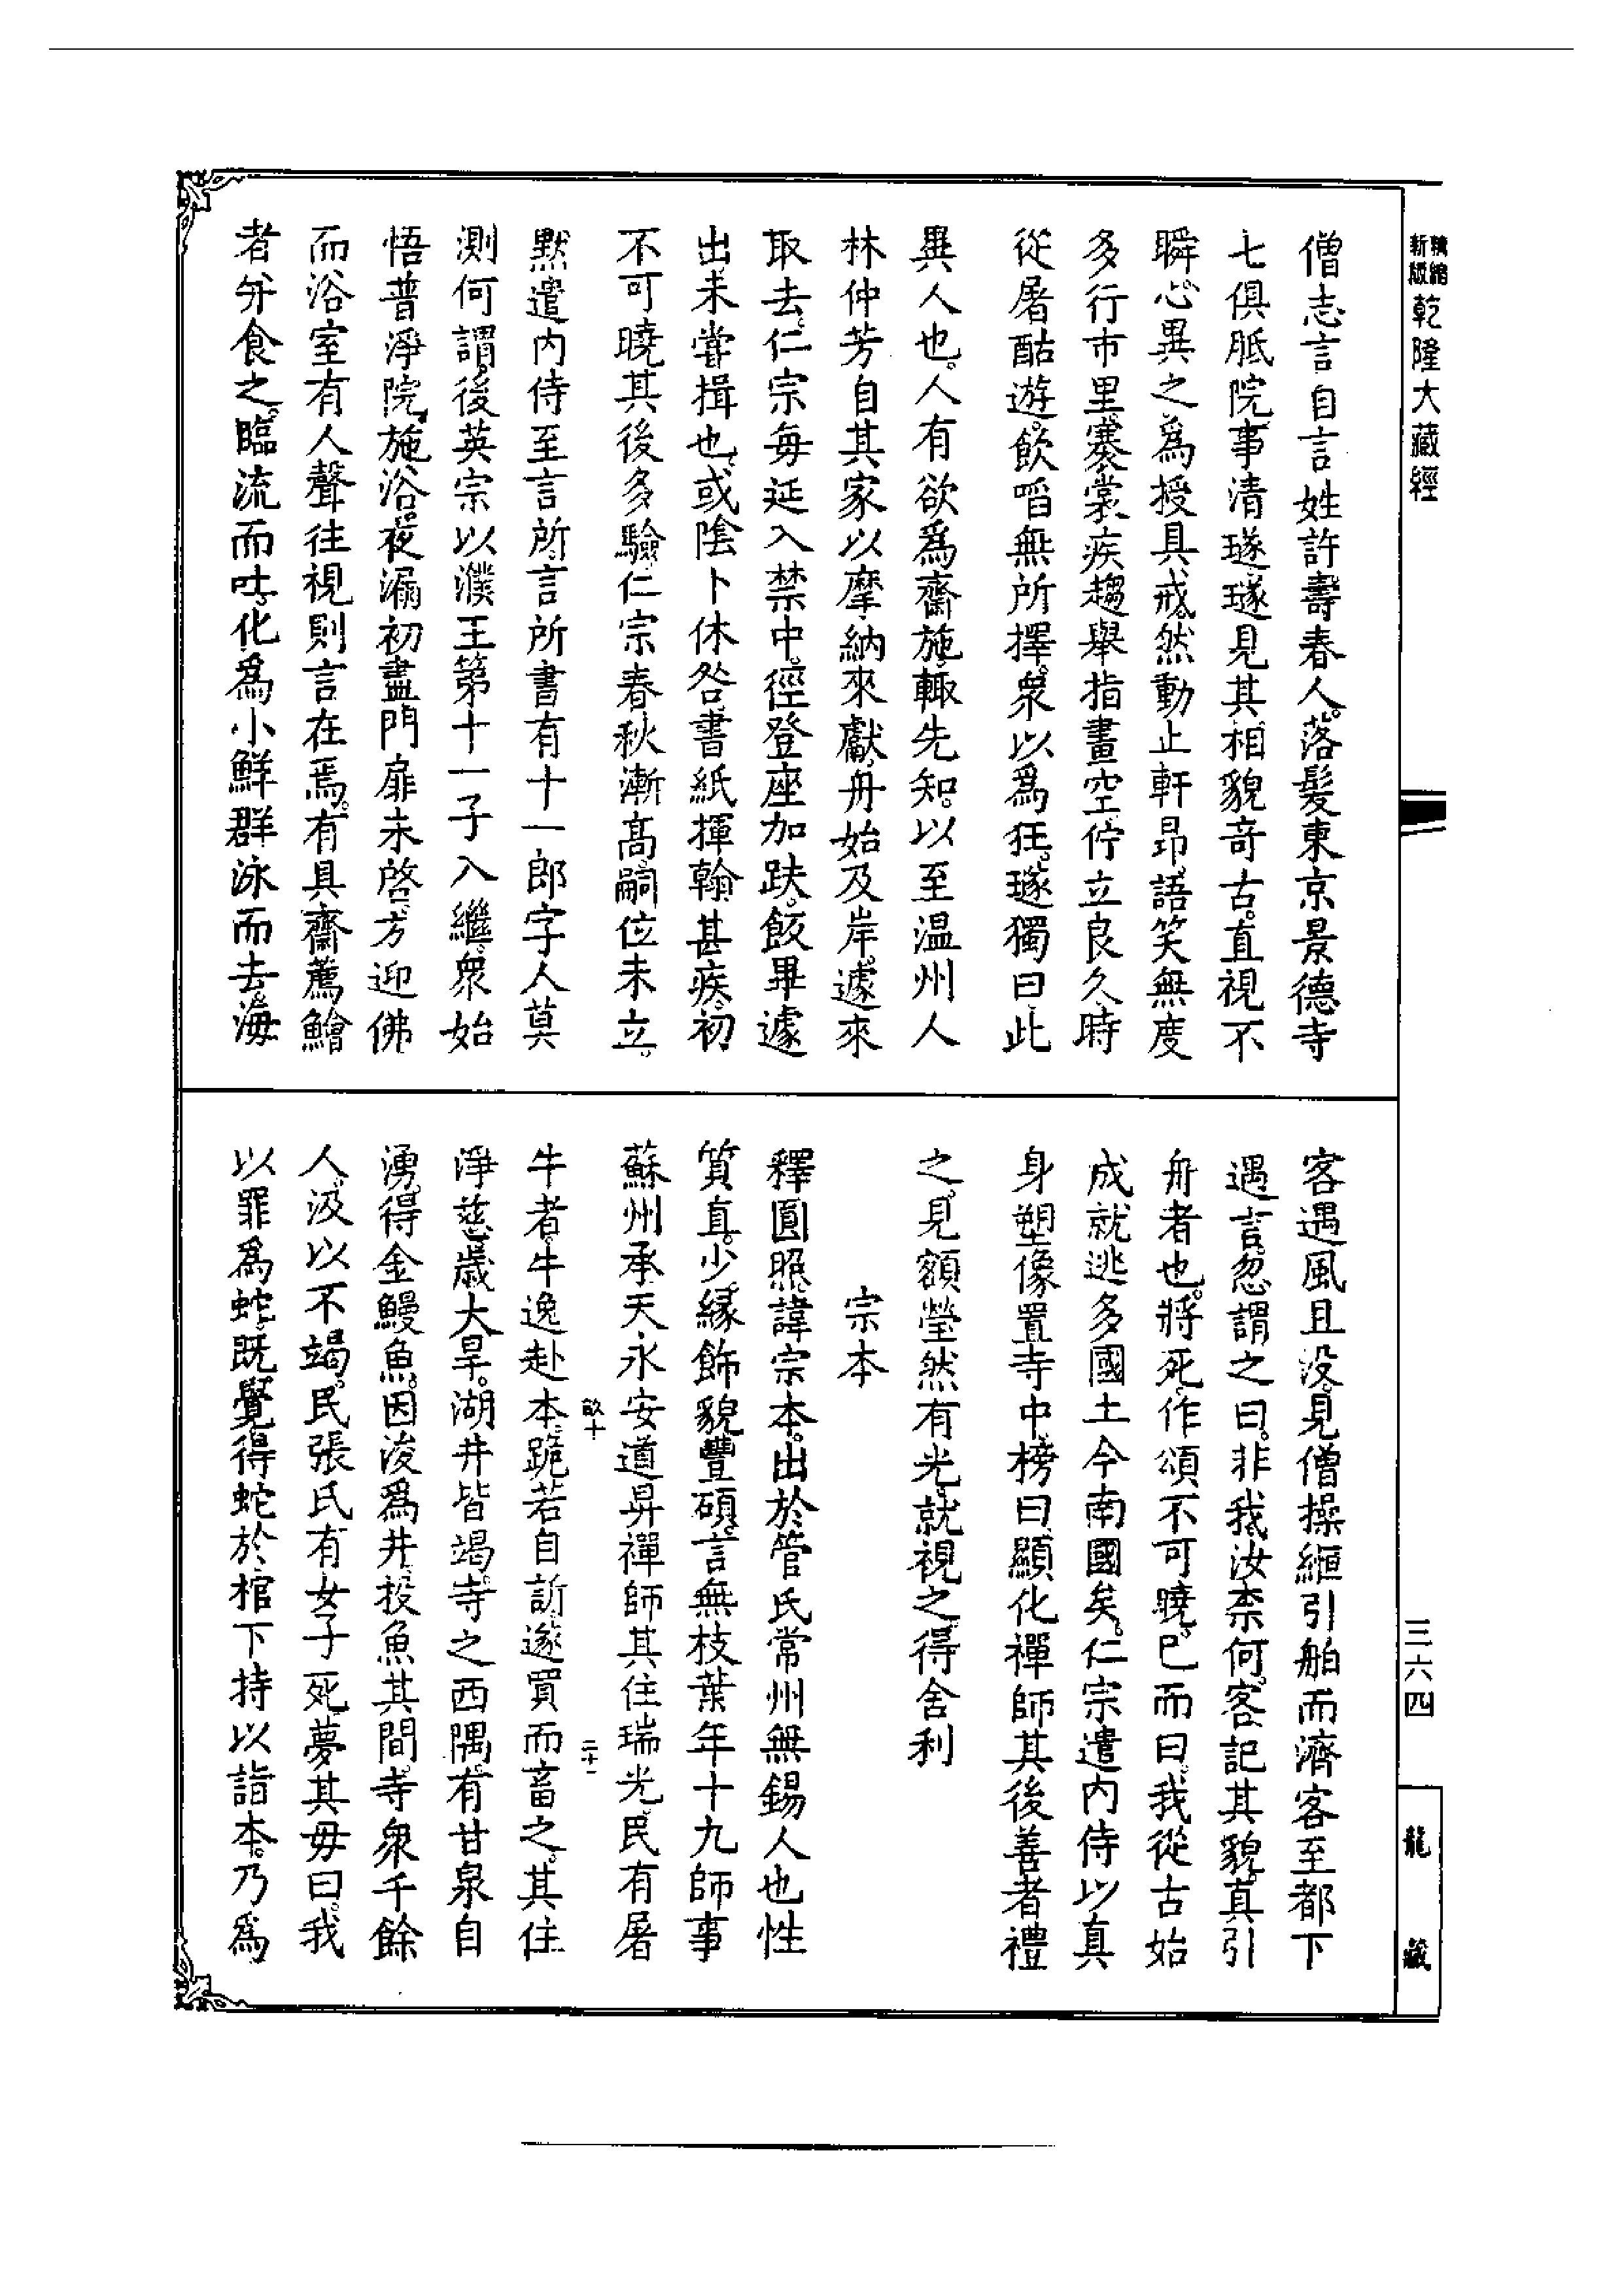 新版精縮乾隆大藏經
三六四
龍藏
僧志言自言姓許壽春人。落髮東京景德寺
七俱胝院。事清璲。璲見其相貌奇古。直視不
瞬。心異之。為授具戒。然動止軒昂。語笑無度
多行市里。褰裳疾趨。舉指畫空。佇立良久。時
從屠酤遊。飲啗無所擇。衆以為狂。璲獨曰此
異人也。人有欲為齋施。輒先知。以至温州人
林仲芳自其家以摩納來獻。舟始及岸。遽來
取去。仁宗毎延入禁中。徑登座加趺。飯畢遽
出。未嘗揖也。或陰卜休咎。書紙揮翰甚疾。初
不可曉。其後多驗。仁宗春秋漸高。嗣位未立。
黙遣内侍至言所。言所書有十一郎字。人莫
測何謂。後英宗以濮王第十一子入繼。衆始
悟。普淨院施浴。夜漏初盡。門扉未啓。方迎佛
而浴室有人聲。往視則言在焉。有具齋薦鱠
者。并食之。臨流而吐。化為小鮮。群泳而去。海
客遇風且没。見僧操絙引舶而濟。客至都下
遇言。忽謂之曰。非我汝柰何。客記其貌。真引
舟者也。將死。作頌不可曉。已而曰。我從古始
成就逃多國土。今南國矣。仁宗遣内侍以真
身塑像置寺中。榜曰顯化禪師。其後善者禮
之。見額瑩然有光。就視之。得舍利
宗本
釋圓照。諱宗本。出於管氏。常州無錫人也。性
質直。少緣飾。貌豐碩。言無枝葉。年十九師事
蘇州承天永安道昇禪師。其住瑞光。民有屠
畝十
二十一
牛者。牛逸赴本。跪若自訴。遂買而畜之。其住
淨慈。歲大旱。湖井皆竭。寺之西隅有甘泉自
湧。得金鰻魚。因浚為井。投魚其間。寺衆千餘
人。汲以不竭。民張氏有女子死。夢其母曰。我
以罪為蛇。既覺。得蛇於棺下。持以詣本。乃為